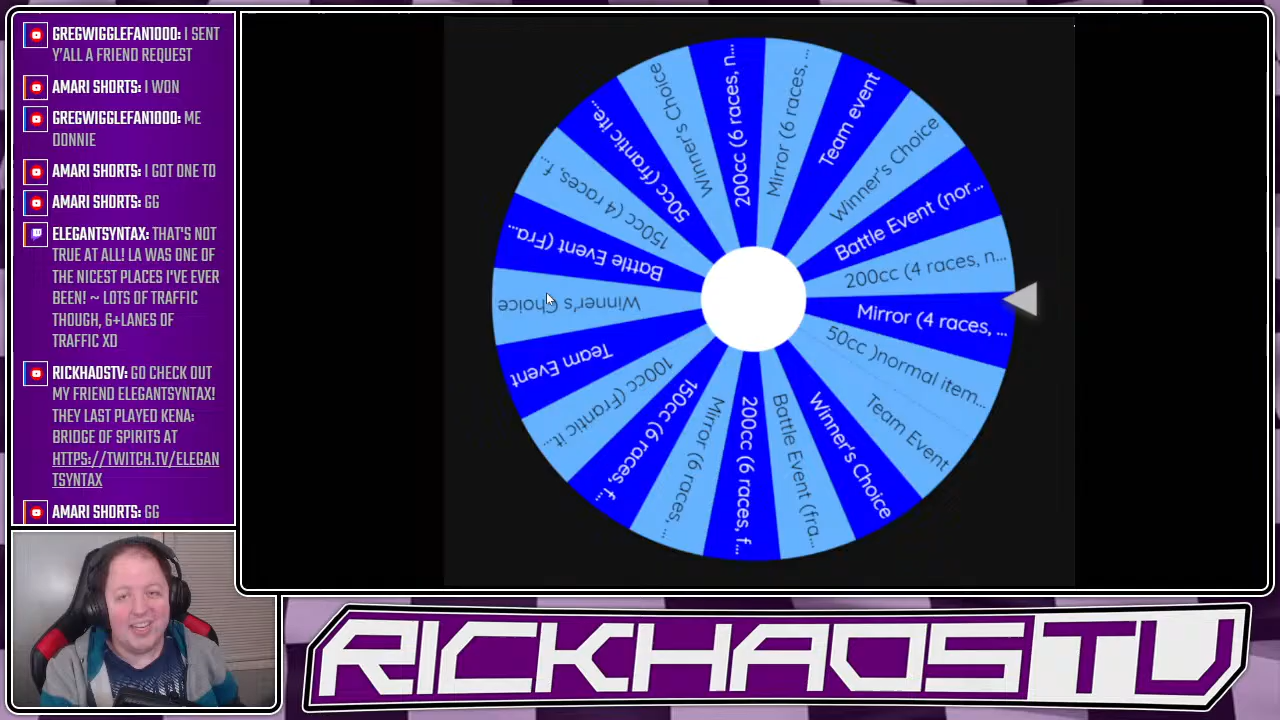 GREGWIGGLEFAN1000: I SENT
Y'ALL A FRIEND REQUEST
AMARI SHORTS: I WON
GREGWIGGLEFAN1000: ME
DONNIE
AMARI SHORTS: I GOT ONE TO
AMARI SHORTS: GG
ELEGANTSYNTAX: THAT'S NOT
TRUE AT ALL! LA WAS ONE OF
THE NICEST PLACES I'VE EVER
BEEN! ~ LOTS OF TRAFFIC
THOUGH, 6+LANES OF
TRAFFIC XD
RICKHAOSTV: GO CHECK OUT
MY FRIEND ELEGANTSYNTAX!
THEY LAST PLAYED KENA:
BRIDGE OF SPIRITS AT
HTTPS://TWITCH.TV/ELEGAN
TSYNTAX
AMARI SHORTS: GG
200cc (6 races, n...
Mirror (6 races, ...
Team event
Winner's Choice
Battle Event (nor...
200cc (4 races, n...
Mirror (4 races, ...
50cc )normal item...
Team Event
Winner's Choice
Battle Event (fra...
200cc (6 races, f...
Mirror (6 races, ...
150cc (6 races, f...
100cc (Frantic it...
Team Event
Winner's Choice
Battle Event (Fra...
150cc (4 races, f...
50cc (frantic ite...
Winner's Choice
RICKHAOSTV